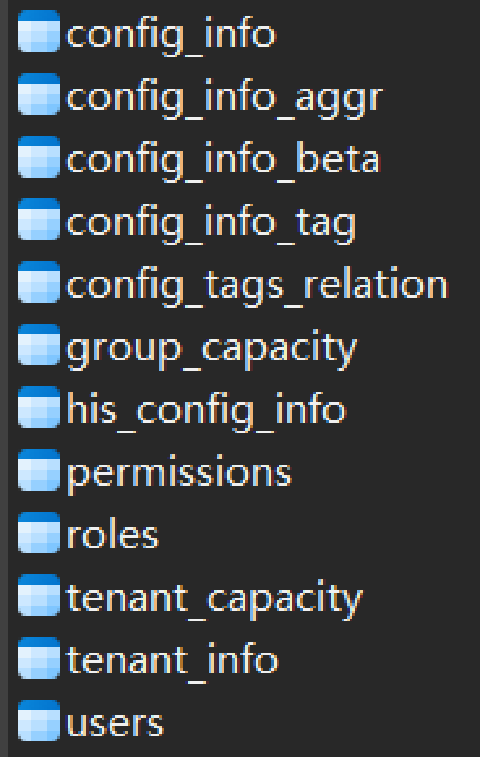 config_info
config_info_aggr
config_info_beta
config_info_tag
config_tags_relation
group_capacity
his_config_info
permissions
roles
tenant_capacity
tenant_info
users